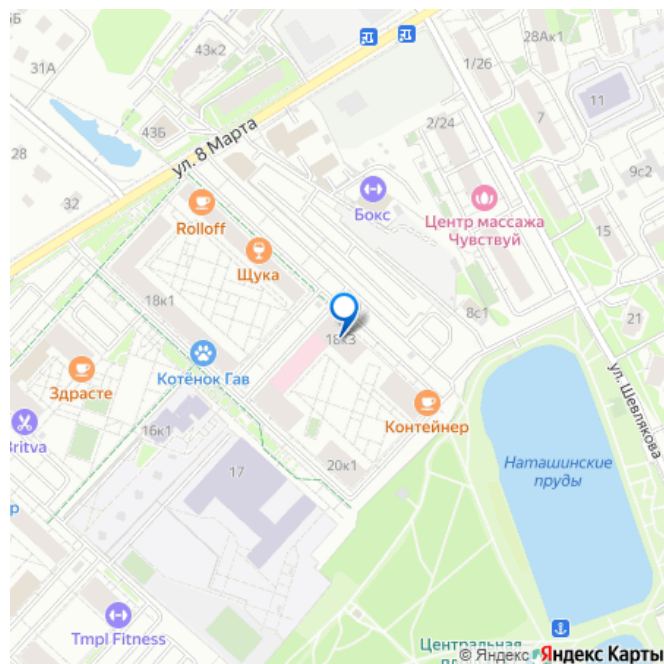 5Б
43к2
28Ак1
31А
1/26
11
7
43Б
2/24
ул. 8 Марта
28
9с2
32
Бокс
Центр массажа
Чувствуй
Rolloff
15
Щука
18к1
8с1
21
18к3
Котёнок Гав
Здрасте
ул. Шевлякова
Контейнер
16к1
Britva
17
20к1
Наташинские
пруды
р
Tmpl Fitness
Центральная
© Яндекс Яндекс Карты